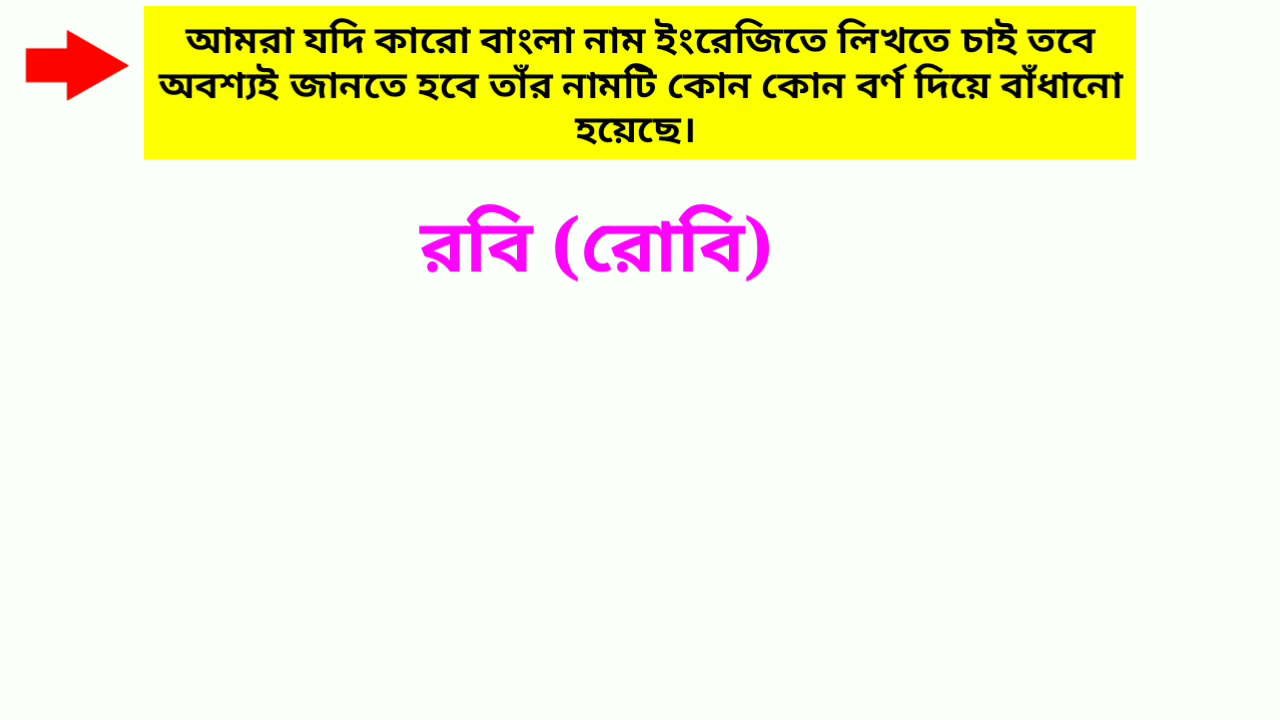 আমরা যদি কারো বাংলা নাম ইংরেজিতে লিখতে চাই তবে
অবশ্যই জানতে হবে তাঁর নামটি কোন কোন বর্ণ দিয়ে বাঁধানো
হয়েছে।
রবি (রোবি)